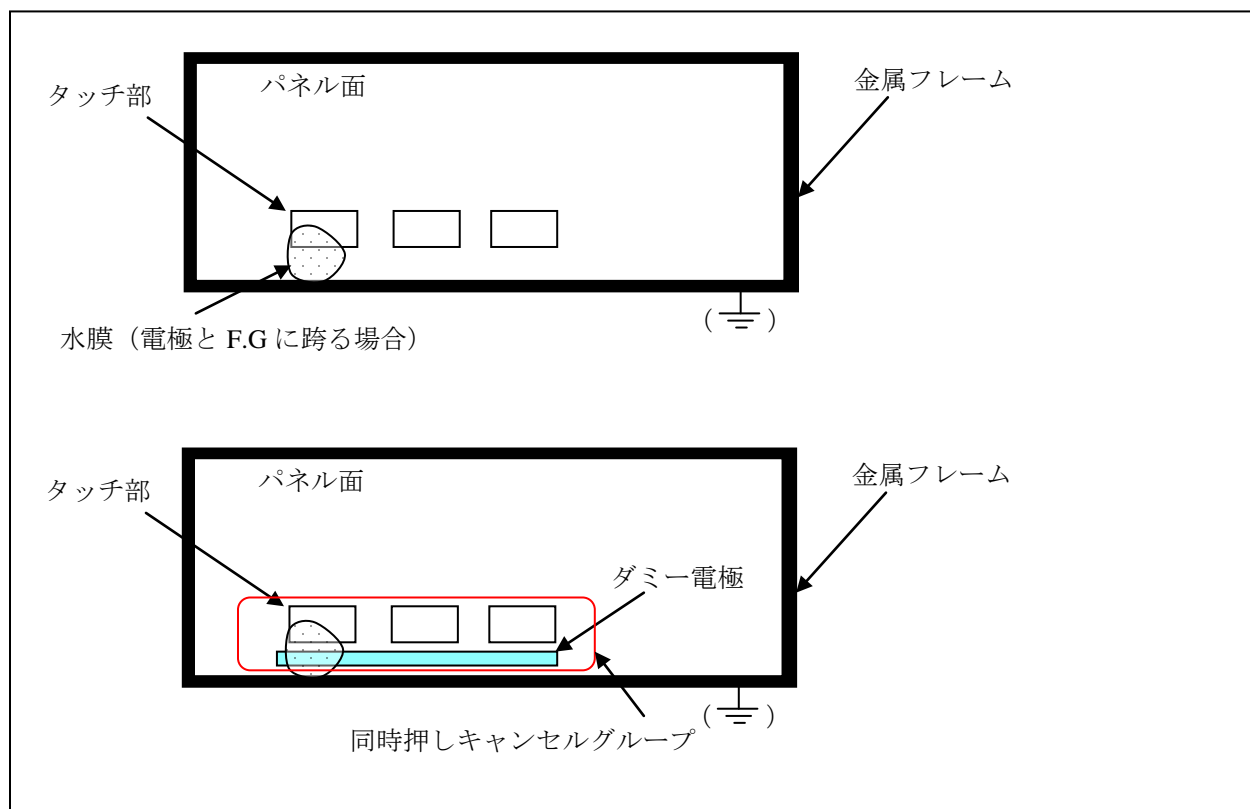 パネル面
金属フレーム
タッチ部
( )
水膜（電極と F.G に跨る場合）
パネル面
金属フレーム
タッチ部
ダミー電極
( )
同時押しキャンセルグループ